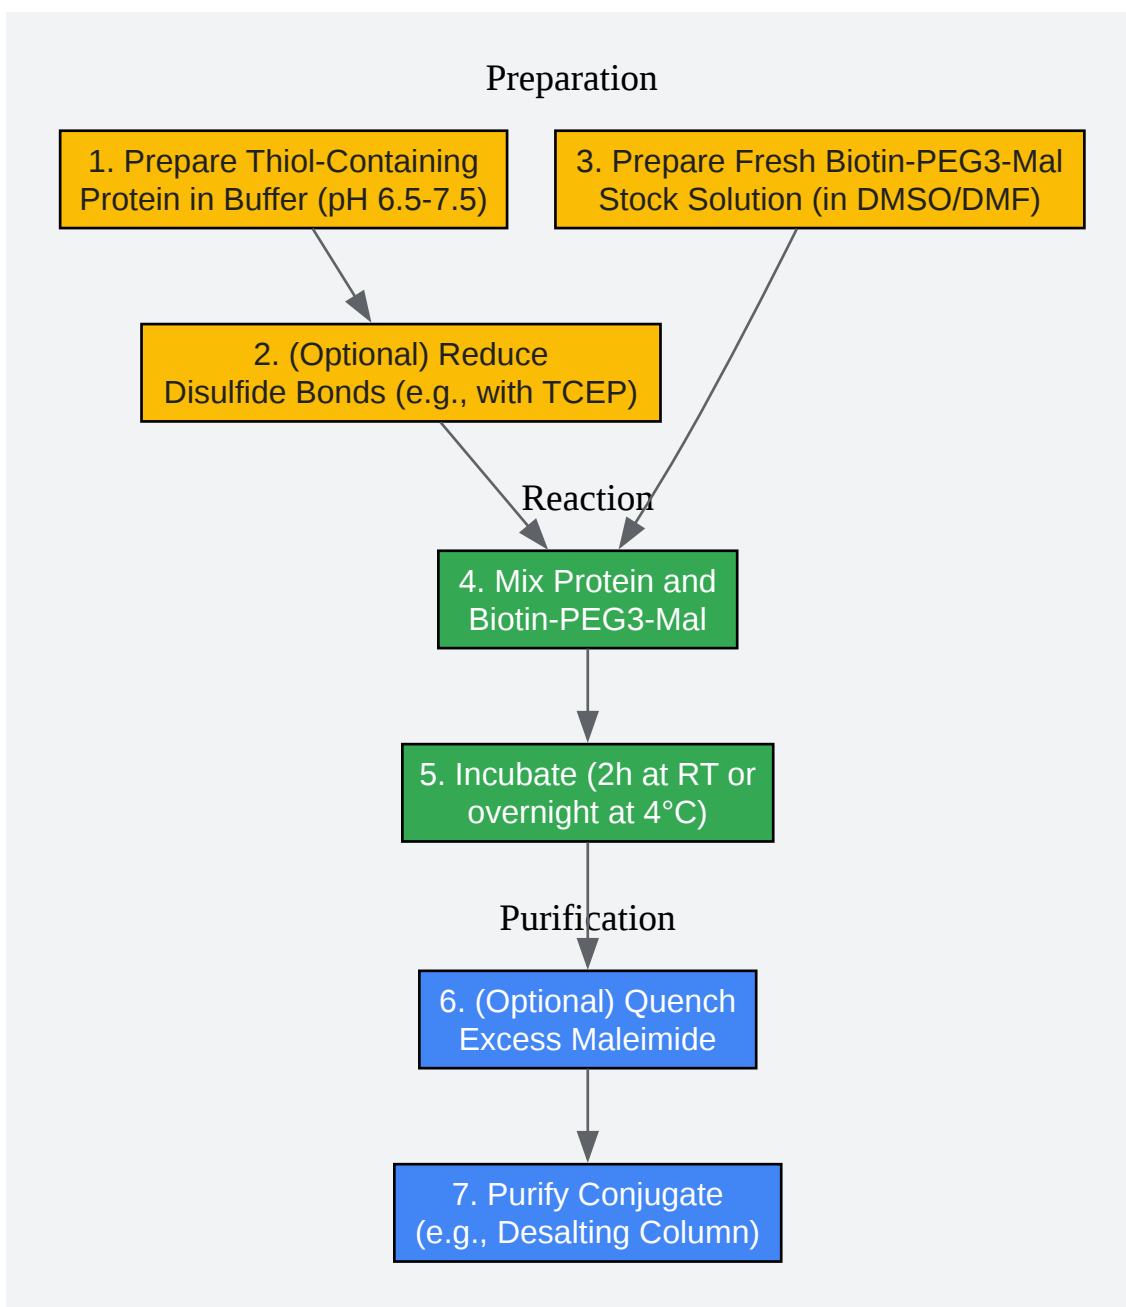 Preparation
1. Prepare Thiol-Containing
Protein in Buffer (pH 6.5-7.5)
3. Prepare Fresh Biotin-PEG3-Mal
Stock Solution (in DMSO/DMF)
2. (Optional) Reduce
Disulfide Bonds (e.g., with TCEP)
Reaction
4. Mix Protein and
Biotin-PEG3-Mal
5. Incubate (2h at RT or
overnight at 4°C)
Purification
6. (Optional) Quench
Excess Maleimide
7. Purify Conjugate
(e.g., Desalting Column)